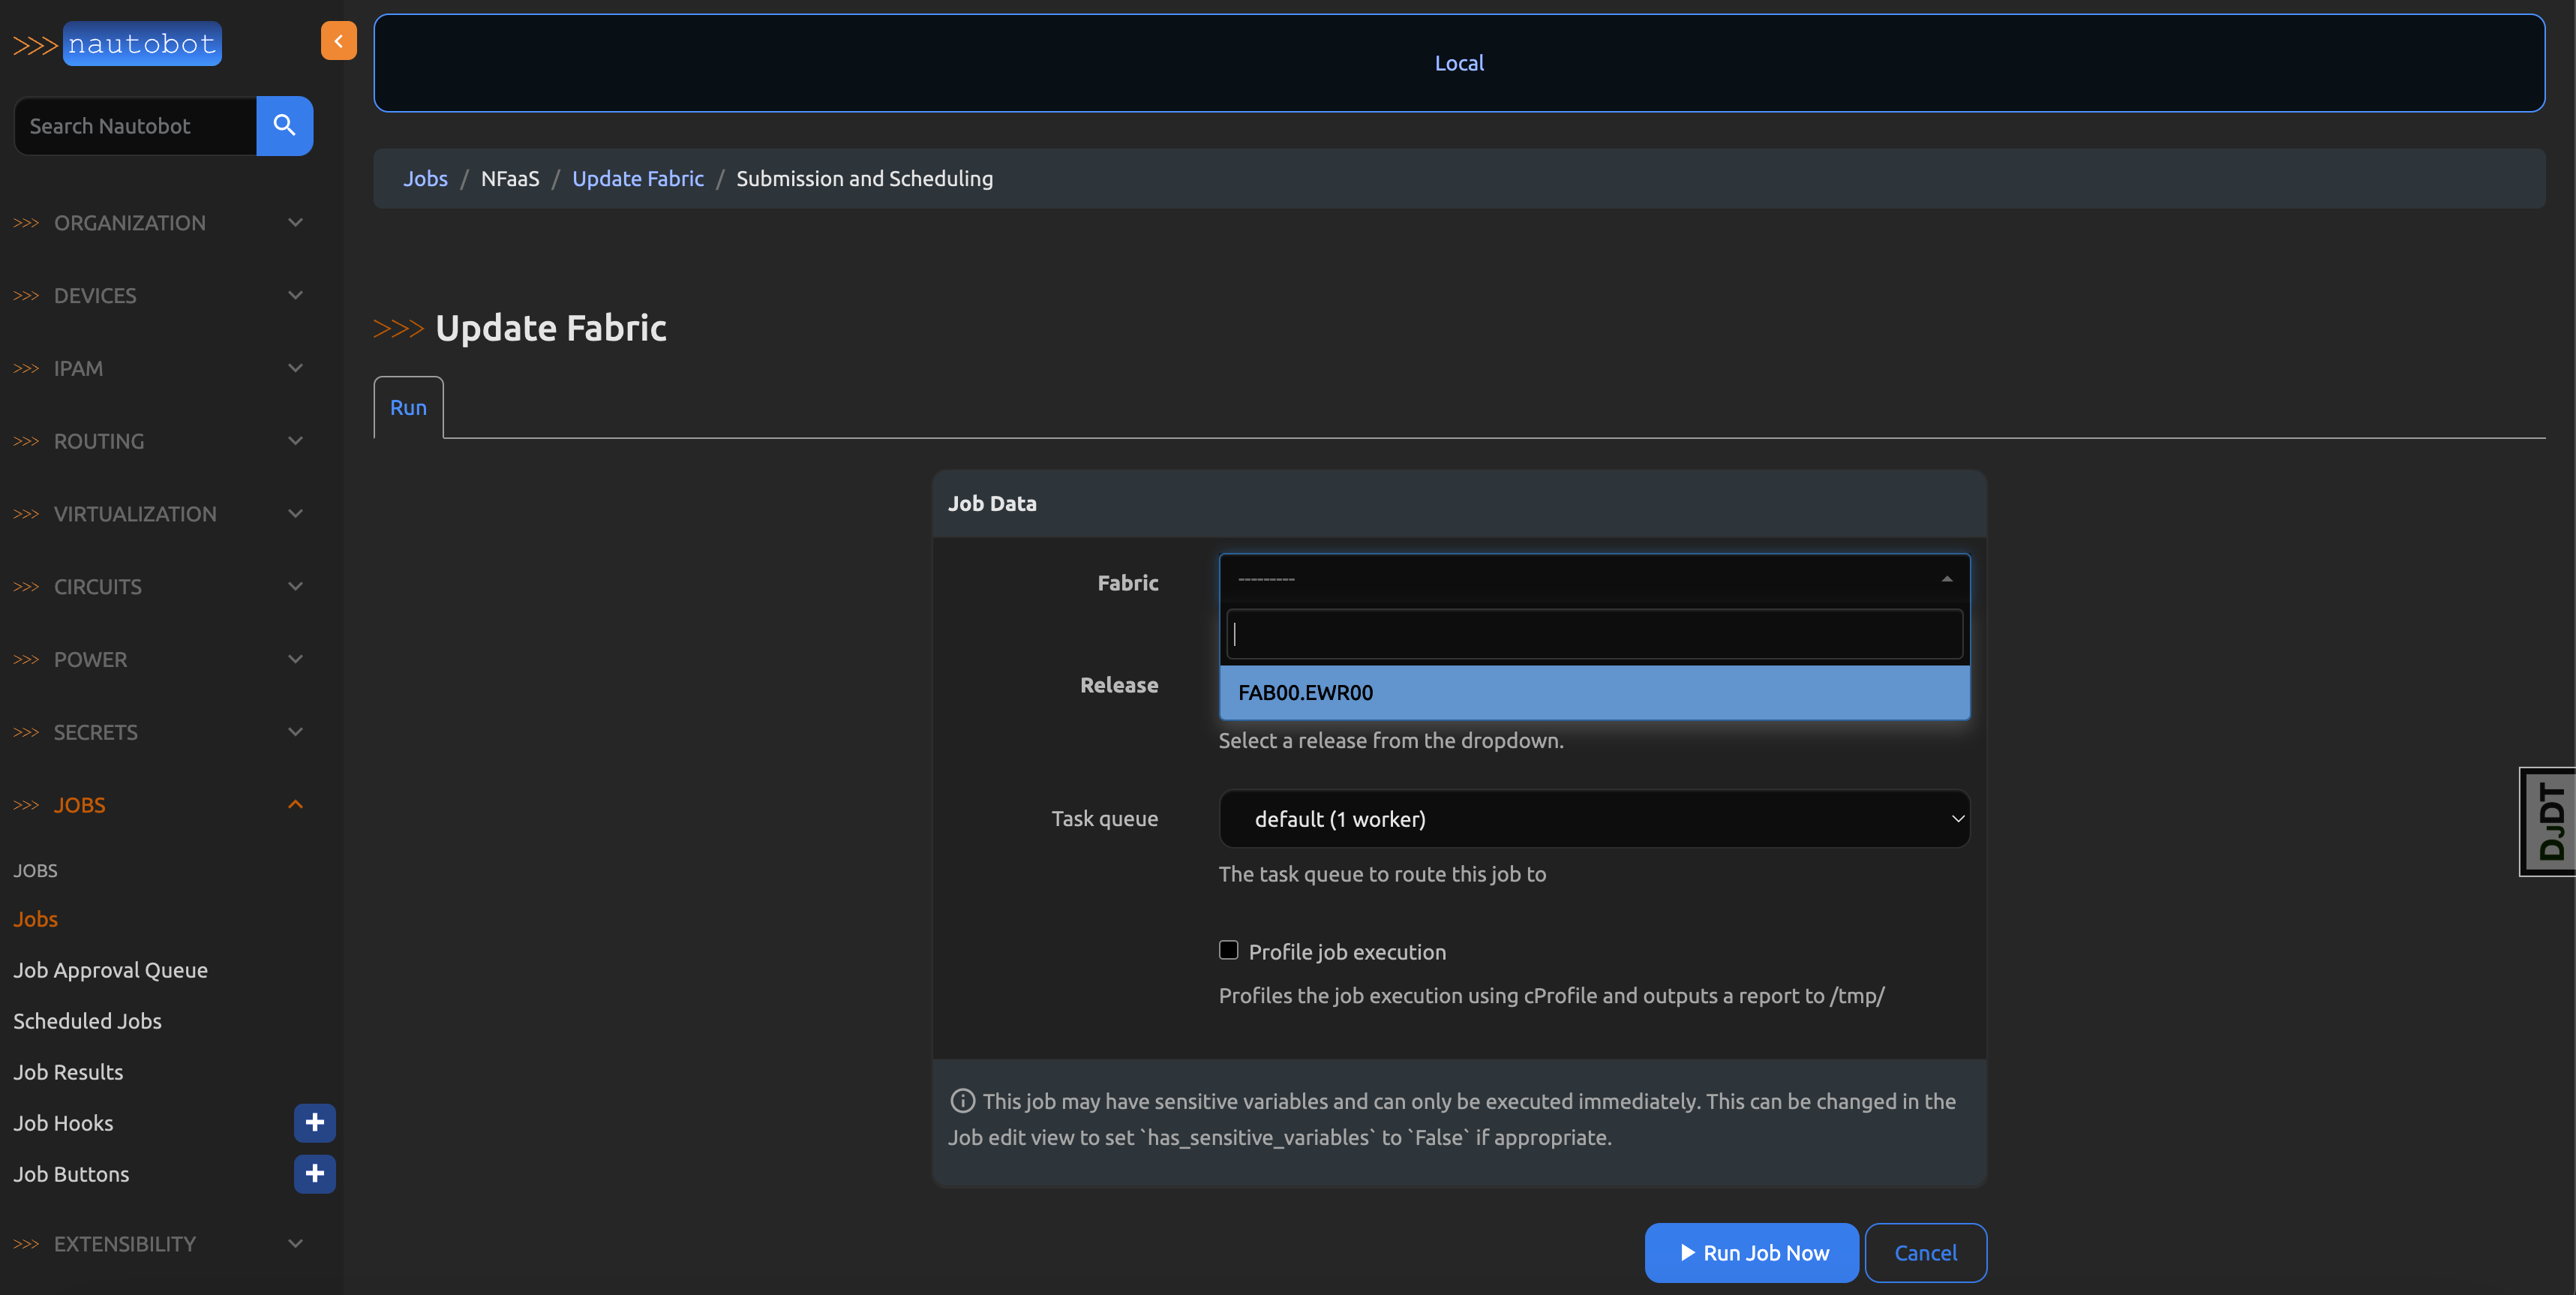 >>> nautobot
Search Nautobot
>>> ORGANIZATION
>>> DEVICES
>>> IPAM
>>> ROUTING
>>> VIRTUALIZATION
>>> CIRCUITS
>>> POWER
>>> SECRETS
>>> JOBS
JOBS
Jobs
Job Approval Queue
Scheduled Jobs
Job Results
Job Hooks
Job Buttons
>>> EXTENSIBILITY
Local
Jobs / NFaaS / Update Fabric / Submission and Scheduling
>>> Update Fabric
Run
Job Data
Fabric ---------
FAB00.EWR00
Release
Select a release from the dropdown.
Task queue default (1 worker)
The task queue to route this job to
Profile job execution
Profiles the job execution using cProfile and outputs a report to /tmp/
This job may have sensitive variables and can only be executed immediately. This can be changed in the
Job edit view to set `has_sensitive_variables` to `False` if appropriate.
Run Job Now Cancel
DJDT